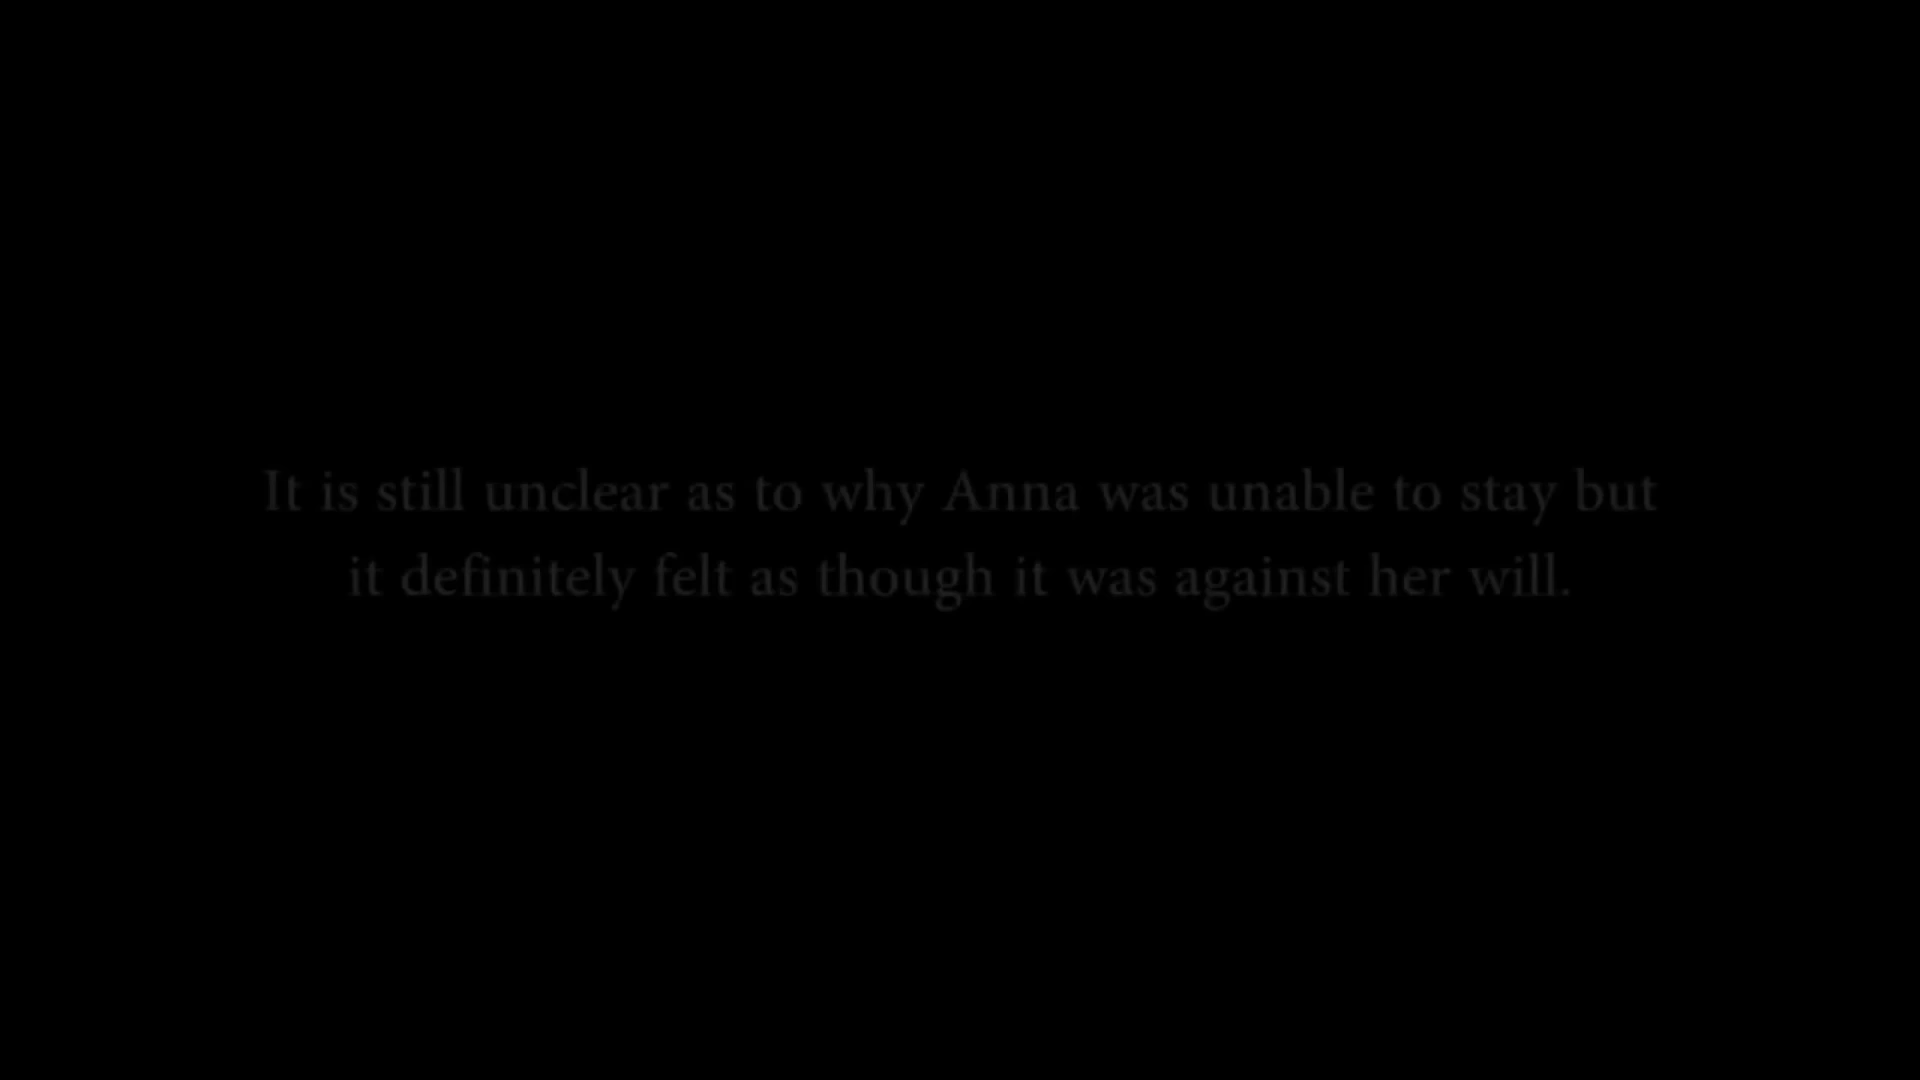 It is still unclear as to why Anna was unable to stay but
it definitely felt as though it was against her will.